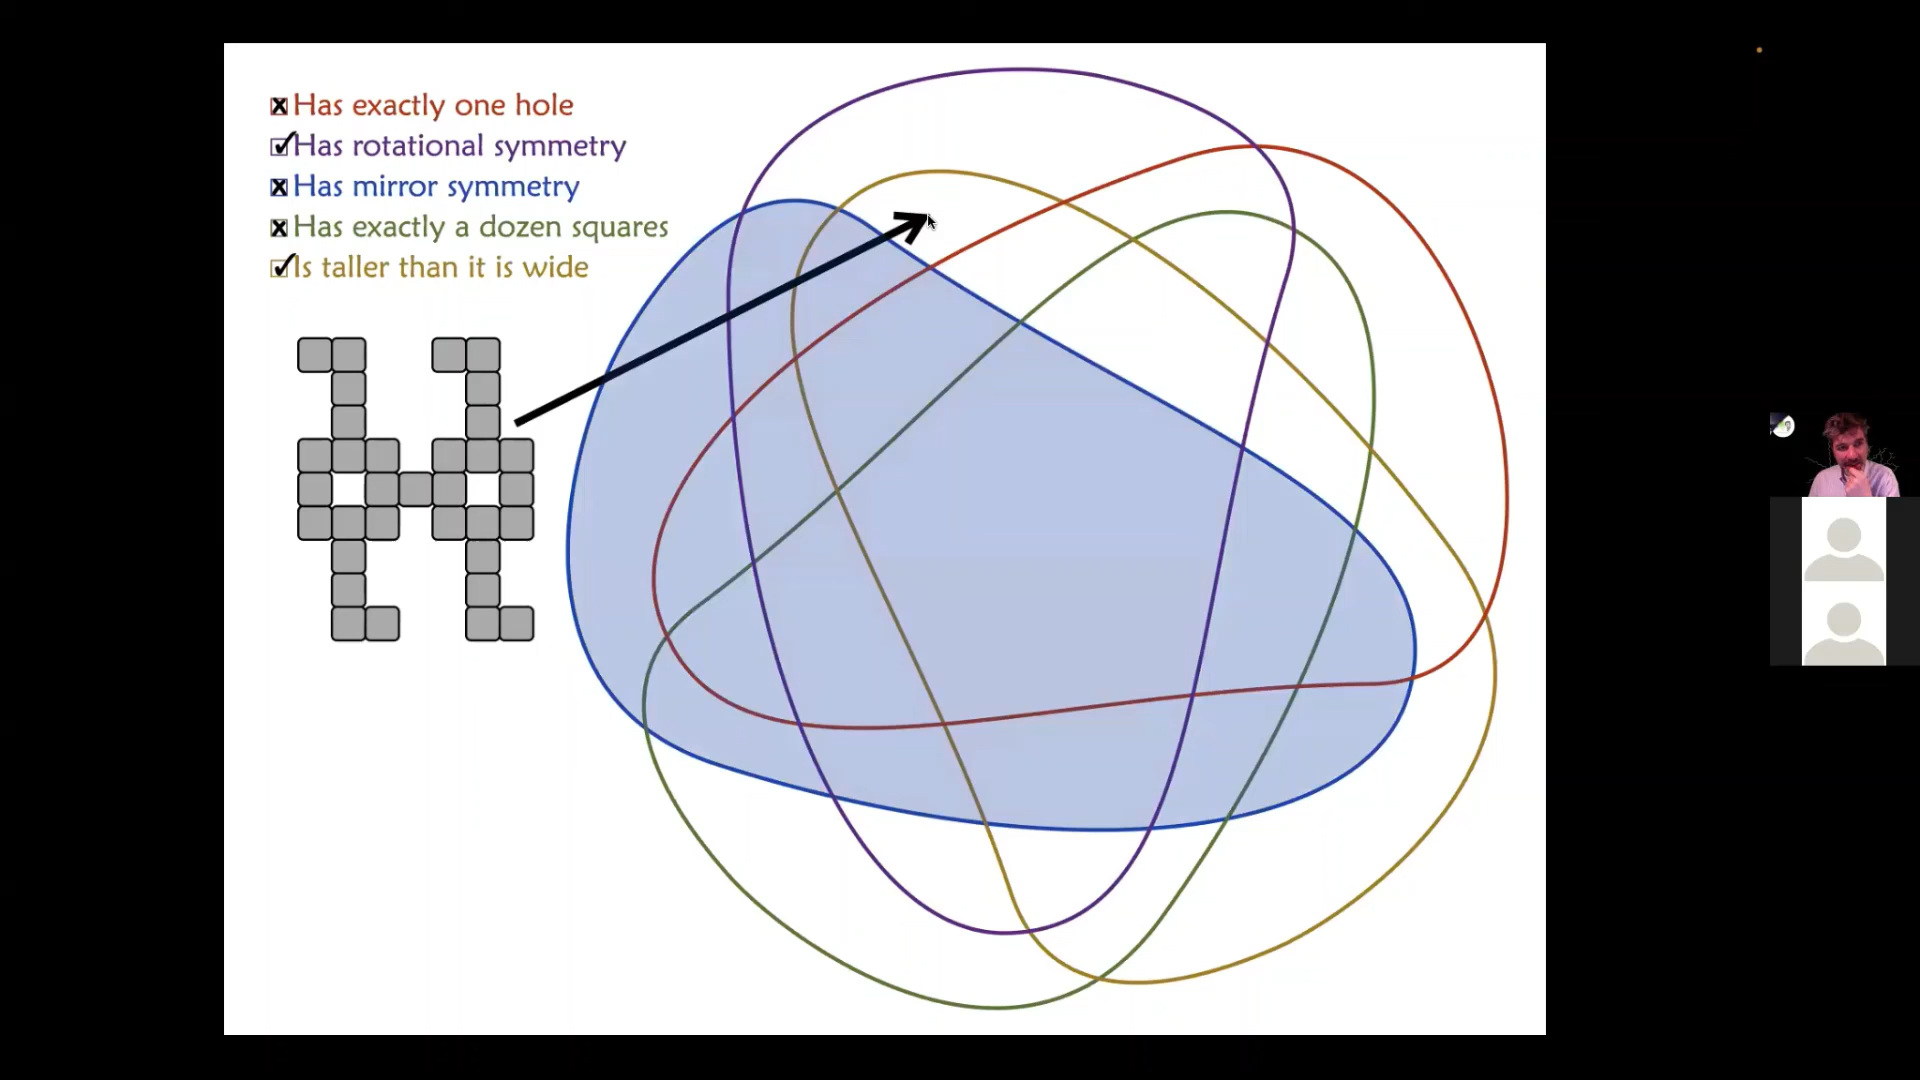 Has exactly one hole
Has rotational symmetry
Has mirror symmetry
Has exactly a dozen squares
Is taller than it is wide